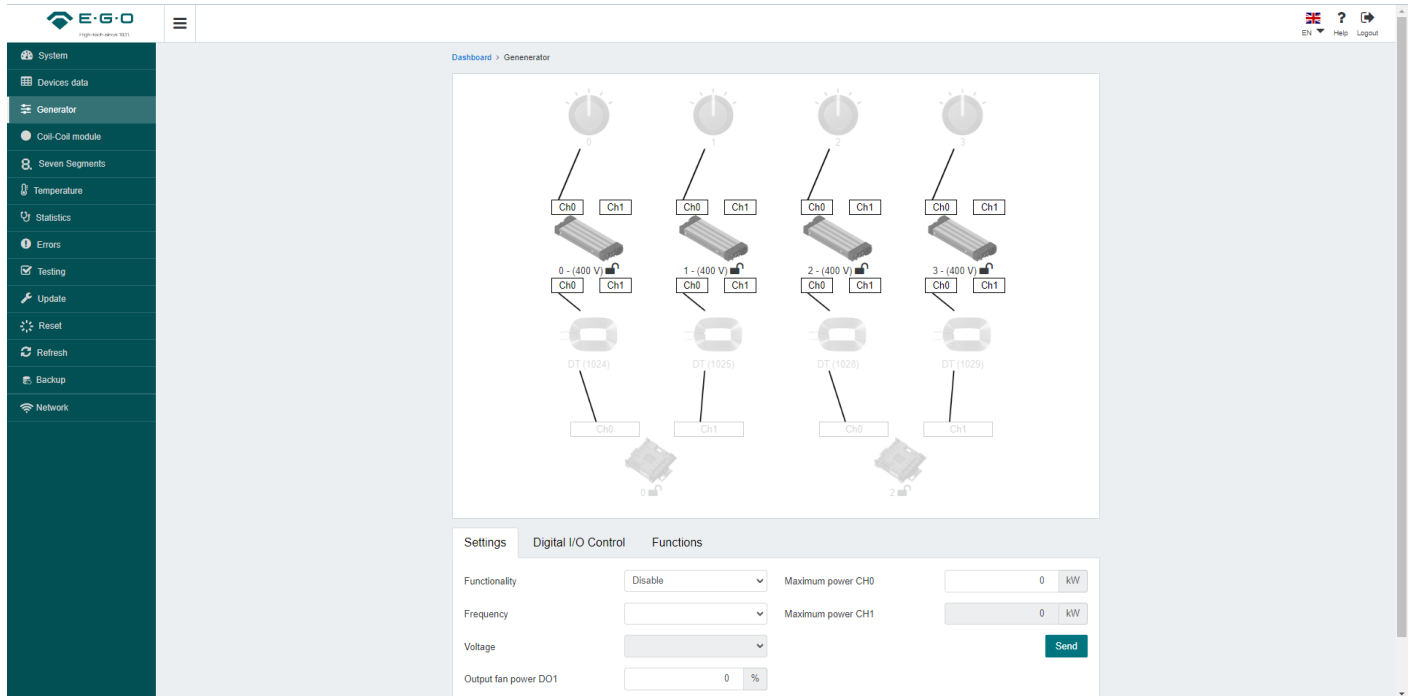 E·G·O
High-tech since 1931
EN Help Logout
System
Devices data
Generator
Coil-Coil module
Seven Segments
Temperature
Statistics
Errors
Testing
Update
Reset
Refresh
Backup
Network
Dashboard > Genenerator
0 1 2 3
Ch0 Ch1 Ch0 Ch1 Ch0 Ch1 Ch0 Ch1
0 - (400 V) 1 - (400 V) 2 - (400 V) 3 - (400 V)
Ch0 Ch1 Ch0 Ch1 Ch0 Ch1 Ch0 Ch1
DT (1024) DT (1025) DT (1028) DT (1029)
Ch0 Ch1 Ch0 Ch1
0 2
Settings Digital I/O Control Functions
Functionality Disable Maximum power CH0 0 kW
Frequency Maximum power CH1 0 kW
Voltage Send
Output fan power DO1 0 %